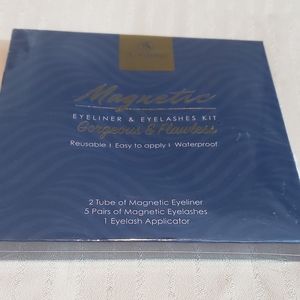 Magnetic
EYELINER & EYELASHES KIT
Gorgeous & Flawless
Reusable I Easy to apply I Waterproof
2 Tube of Magnetic Eyeliner
5 Pairs of Magnetic Eyelashes
1 Eyelash Applicator